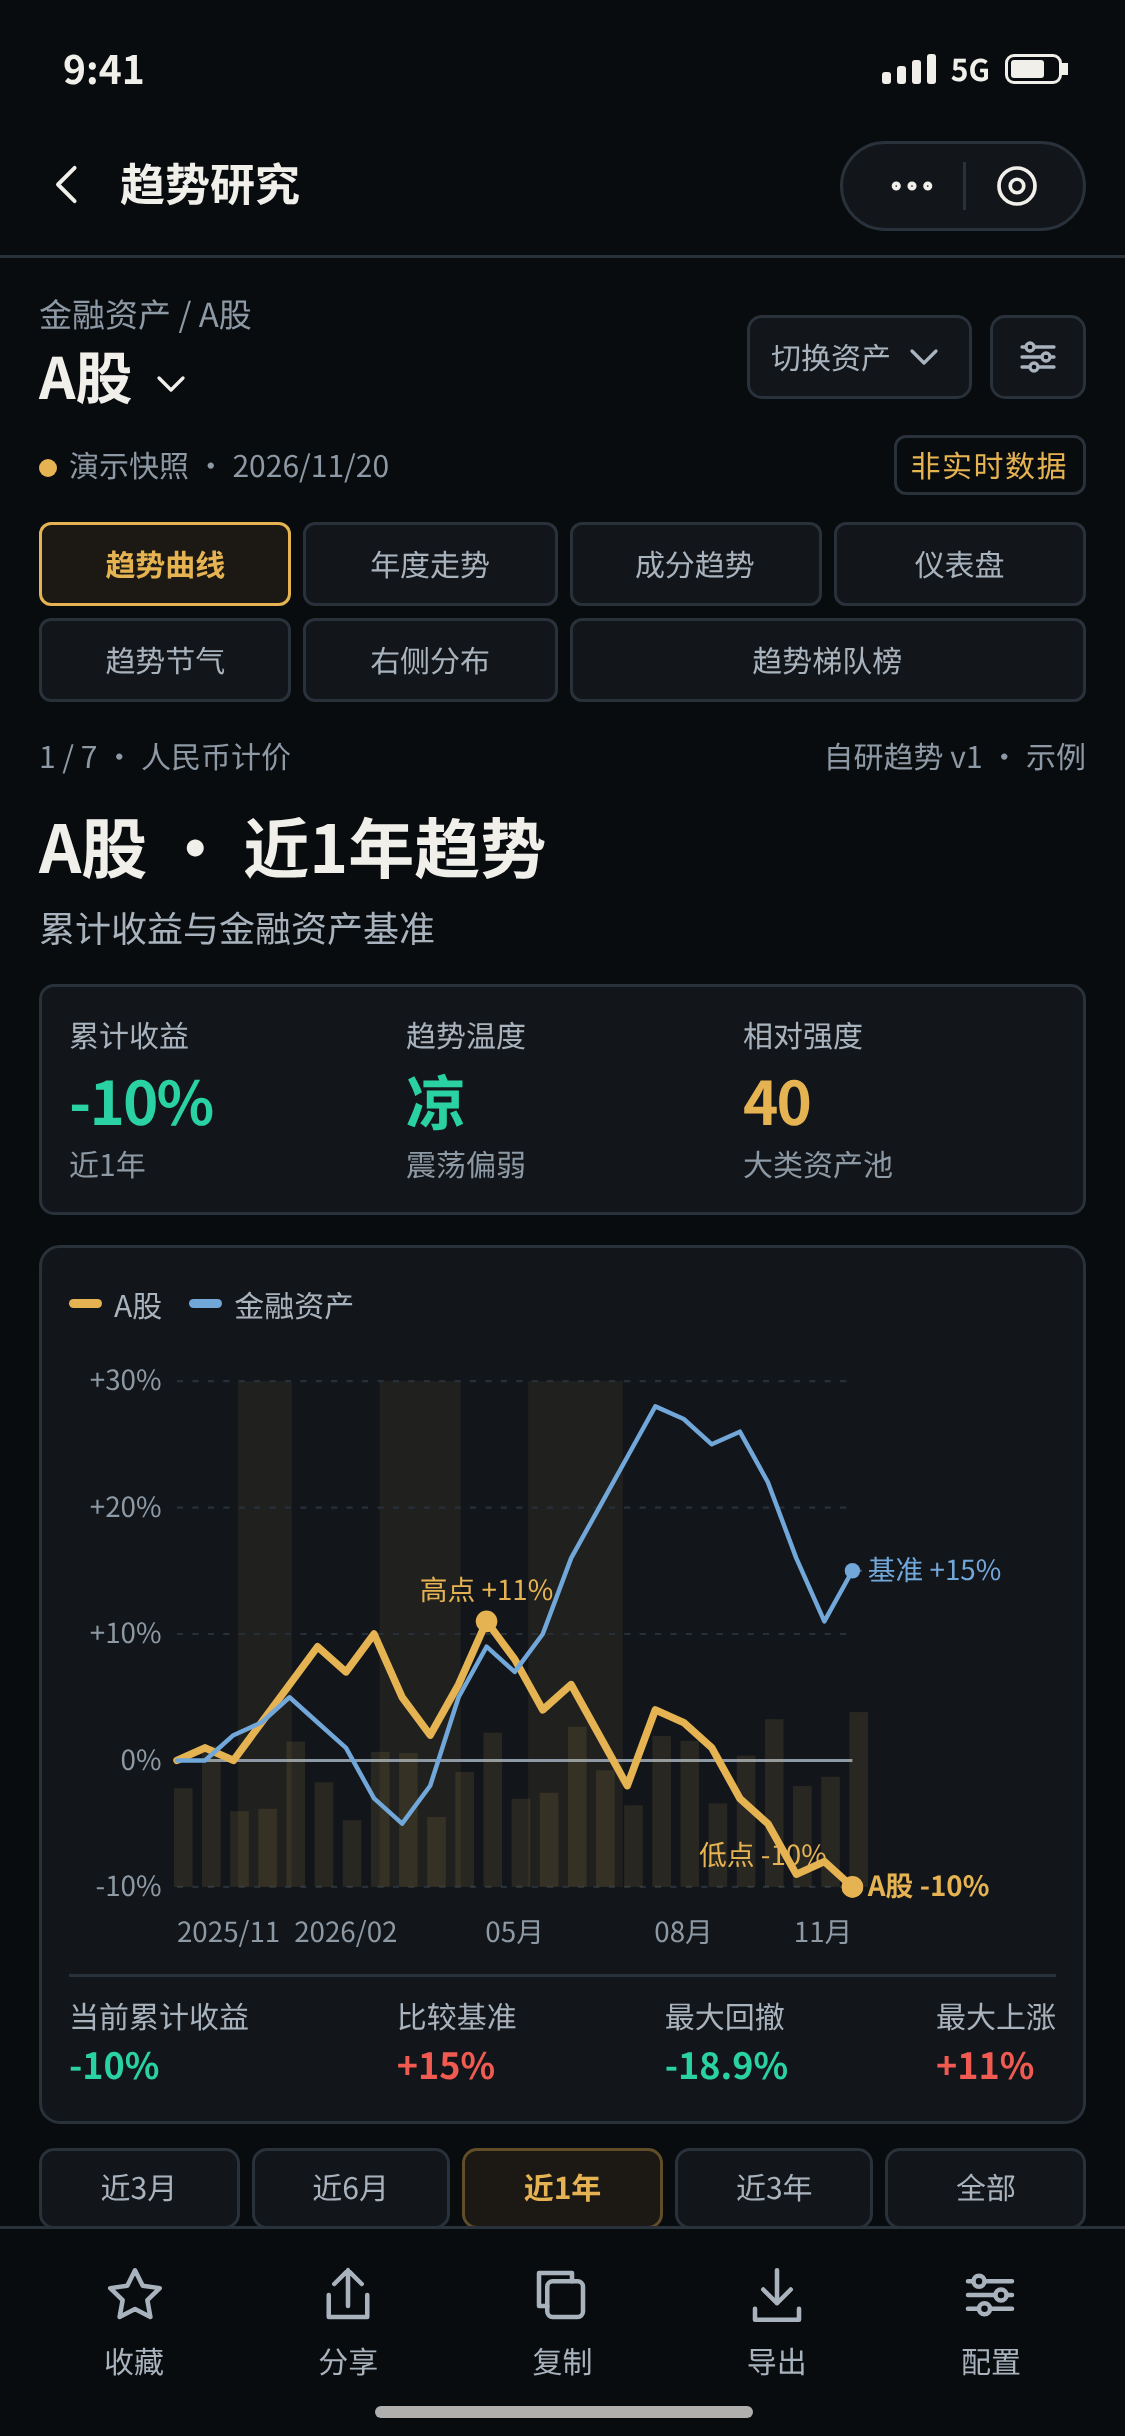 9:41
5G
趋势研究
金融资产 / A股
A股
切换资产
演示快照 · 2026/11/20
非实时数据
趋势曲线
年度走势
成分趋势
仪表盘
趋势节气
右侧分布
趋势梯队榜
1 / 7 · 人民币计价
自研趋势 v1 · 示例
A股 · 近1年趋势
累计收益与金融资产基准
累计收益
趋势温度
相对强度
-10%
凉
40
近1年
震荡偏弱
大类资产池
A股
金融资产
+30%
+20%
基准 +15%
高点 +11%
+10%
0%
低点 -10%
-10%
A股 -10%
2025/11
2026/02
05月
08月
11月
当前累计收益
比较基准
最大回撤
最大上涨
-10%
+15%
-18.9%
+11%
近3月
近6月
近1年
近3年
全部
收藏
分享
复制
导出
配置